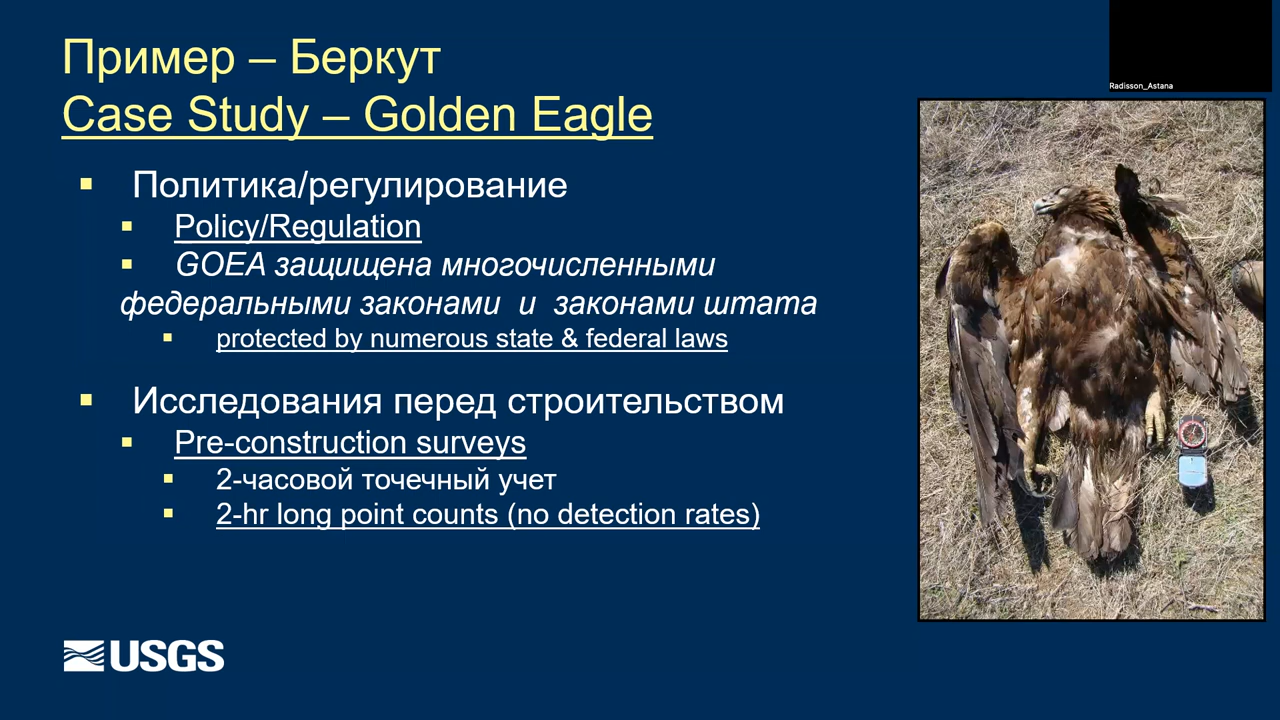 Пример – Беркут
Radisson_Astana
Case Study – Golden Eagle
Политика/регулирование
Policy/Regulation
GOEA защищена многочисленными
федеральными законами и законами штата
protected by numerous state & federal laws
Исследования перед строительством
Pre-construction surveys
2-часовой точечный учет
2-hr long point counts (no detection rates)
USGS